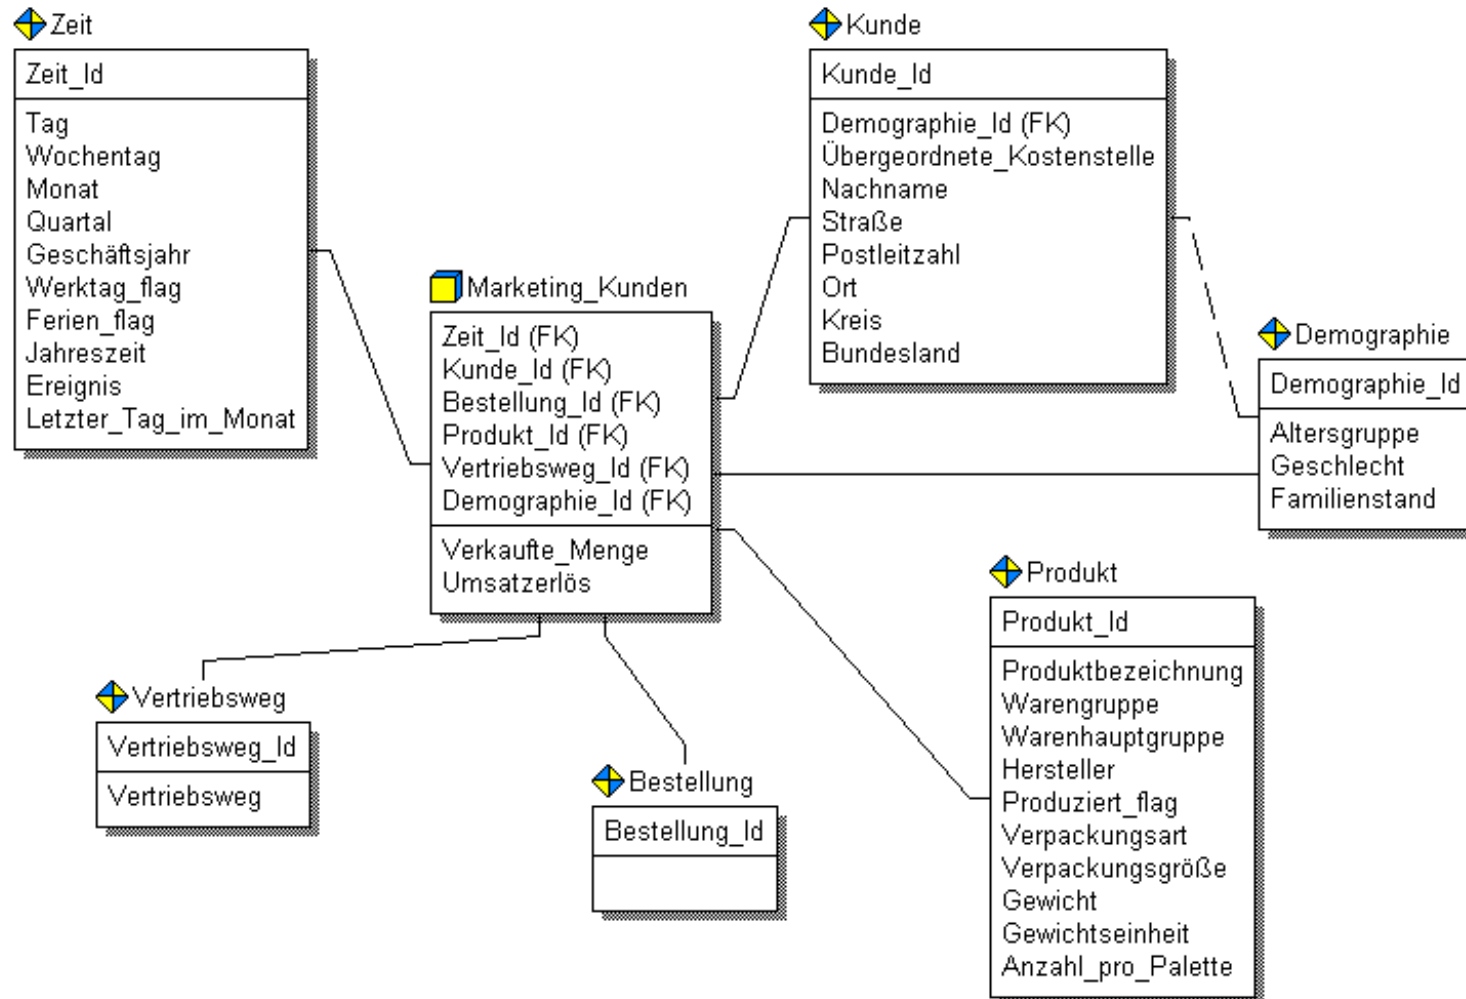 Zeit
Zeit_Id
Tag
Wochentag
Monat
Quartal
Geschäftsjahr
Werktag_flag
Ferien_flag
Jahreszeit
Ereignis
Letzter_Tag_im_Monat
Kunde
Kunde_Id
Demographie_Id (FK)
Übergeordnete_Kostenstelle
Nachname
Straße
Postleitzahl
Ort
Kreis
Bundesland
Marketing_Kunden
Zeit_Id (FK)
Kunde_Id (FK)
Bestellung_Id (FK)
Produkt_Id (FK)
Vertriebsweg_Id (FK)
Demographie_Id (FK)
Verkaufte_Menge
Umsatzerlös
Demographie
Demographie_Id
Altersgruppe
Geschlecht
Familienstand
Produkt
Produkt_Id
Produktbezeichnung
Warengruppe
Warenhauptgruppe
Hersteller
Produziert_flag
Verpackungsart
Verpackungsgröße
Gewicht
Gewichtseinheit
Anzahl_pro_Palette
Vertriebsweg
Vertriebsweg_Id
Vertriebsweg
Bestellung
Bestellung_Id